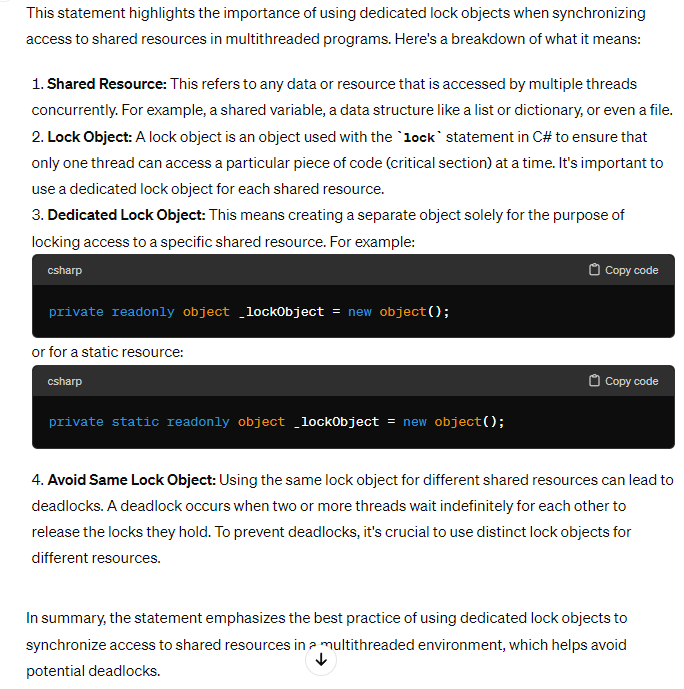 This statement highlights the importance of using dedicated lock objects when synchronizing
access to shared resources in multithreaded programs. Here's a breakdown of what it means:
1. Shared Resource: This refers to any data or resource that is accessed by multiple threads
concurrently. For example, a shared variable, a data structure like a list or dictionary, or even a file.
2. Lock Object: A lock object is an object used with the `lock` statement in C# to ensure that
only one thread can access a particular piece of code (critical section) at a time. It's important to
use a dedicated lock object for each shared resource.
3. Dedicated Lock Object: This means creating a separate object solely for the purpose of
locking access to a specific shared resource. For example:
csharp Copy code
private readonly object _lockObject = new object();
or for a static resource:
csharp Copy code
private static readonly object _lockObject = new object();
4. Avoid Same Lock Object: Using the same lock object for different shared resources can lead to
deadlocks. A deadlock occurs when two or more threads wait indefinitely for each other to
release the locks they hold. To prevent deadlocks, it's crucial to use distinct lock objects for
different resources.
In summary, the statement emphasizes the best practice of using dedicated lock objects to
synchronize access to shared resources in a multithreaded environment, which helps avoid
potential deadlocks.